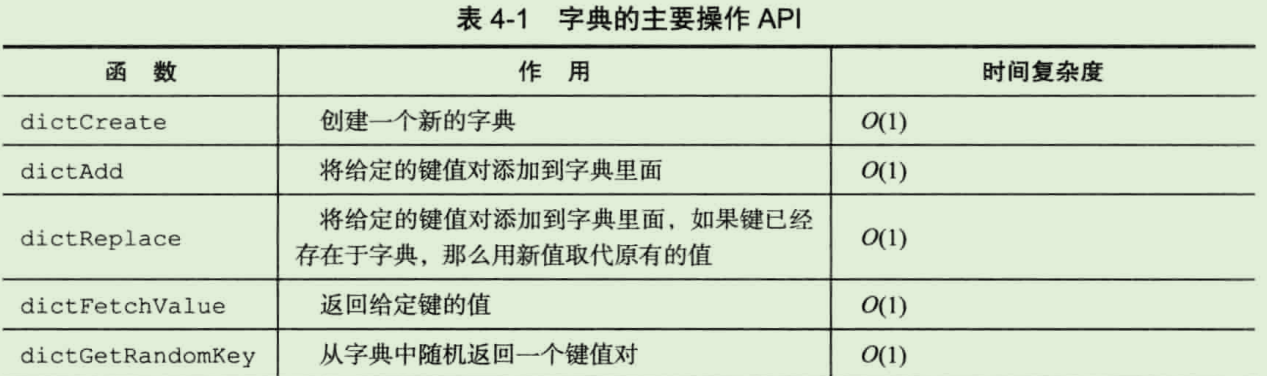 表 4-1 字典的主要操作 API
函 数 作 用 时间复杂度
dictCreate 创建一个新的字典 O(1)
dictAdd 将给定的键值对添加到字典里面 O(1)
将给定的键值对添加到字典里面，如果键已经
dictReplace O(1)
存在于字典，那么用新值取代原有的值
dictFetchValue 返回给定键的值 O(1)
dictGetRandomKey 从字典中随机返回一个键值对 O(1)